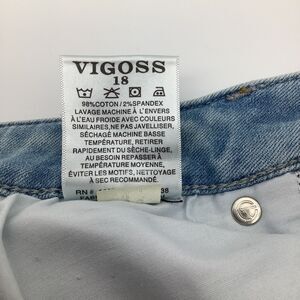 VIGOSS
18
98%COTON / 2%SPANDEX
LAVAGE MACHINE À L'ENVERS
À L'EAU FROIDE AVEC COULEURS
SIMILAIRES,NE PAS JAVELLISER,
SÉCHAGE MACHINE BASSE
TEMPÉRATURE, RETIRER
RAPIDEMENT DU SÈCHE-LINGE,
AU BESOIN REPASSER À
TEMPÉRATURE MOYENNE,
ÉVITER LES MOTIFS, NETTOYAGE
À SEC.
RN #